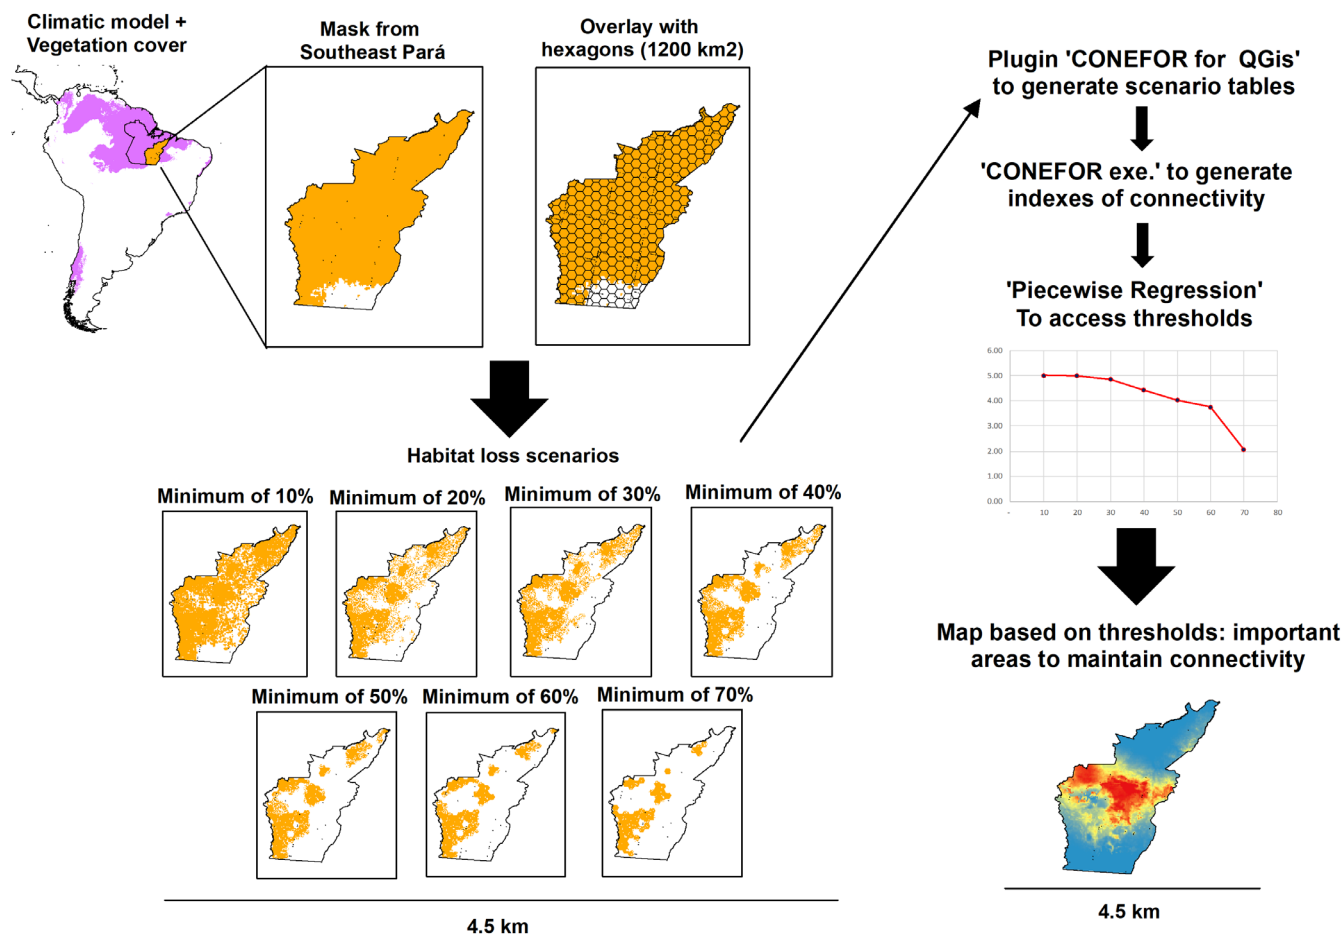 Climatic model +
Vegetation cover
Mask from
Southeast Pará
Overlay with
hexagons (1200 km2)
Habitat loss scenarios
Minimum of 10%
Minimum of 20%
Minimum of 30%
Minimum of 40%
Minimum of 50%
Minimum of 60%
Minimum of 70%
4.5 km
Plugin 'CONEFOR for QGis'
to generate scenario tables
'CONEFOR exe.' to generate
indexes of connectivity
'Piecewise Regression'
To access thresholds
6.00
5.00
4.00
3.00
2.00
1.00
0.00
- 10 20 30 40 50 60 70 80
Map based on thresholds: important
areas to maintain connectivity
4.5 km